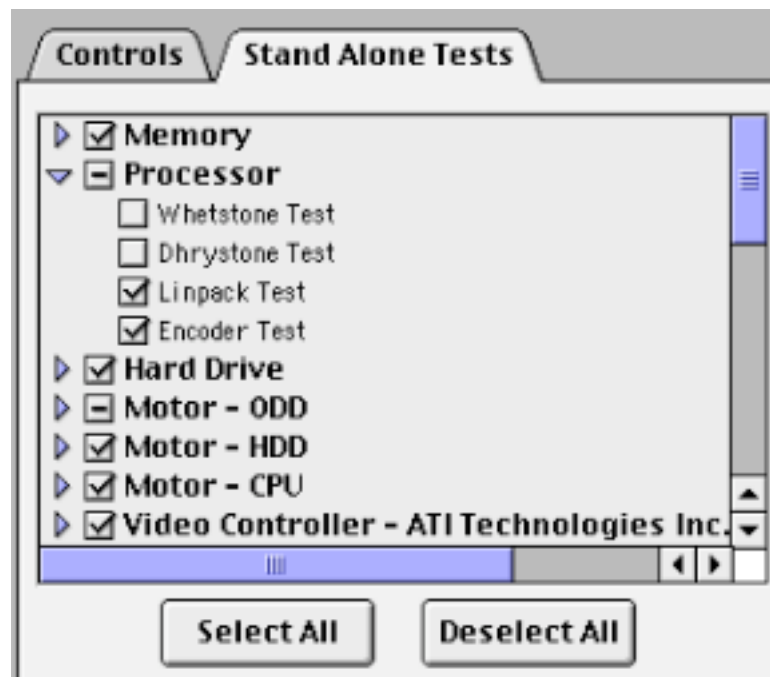 Controls
Stand Alone Tests
Memory
Processor
Whetstone Test
Dhrystone Test
Linpack Test
Encoder Test
Hard Drive
Motor - ODD
Motor - HDD
Motor - CPU
Video Controller - ATI Technologies Inc.
Select All
Deselect All